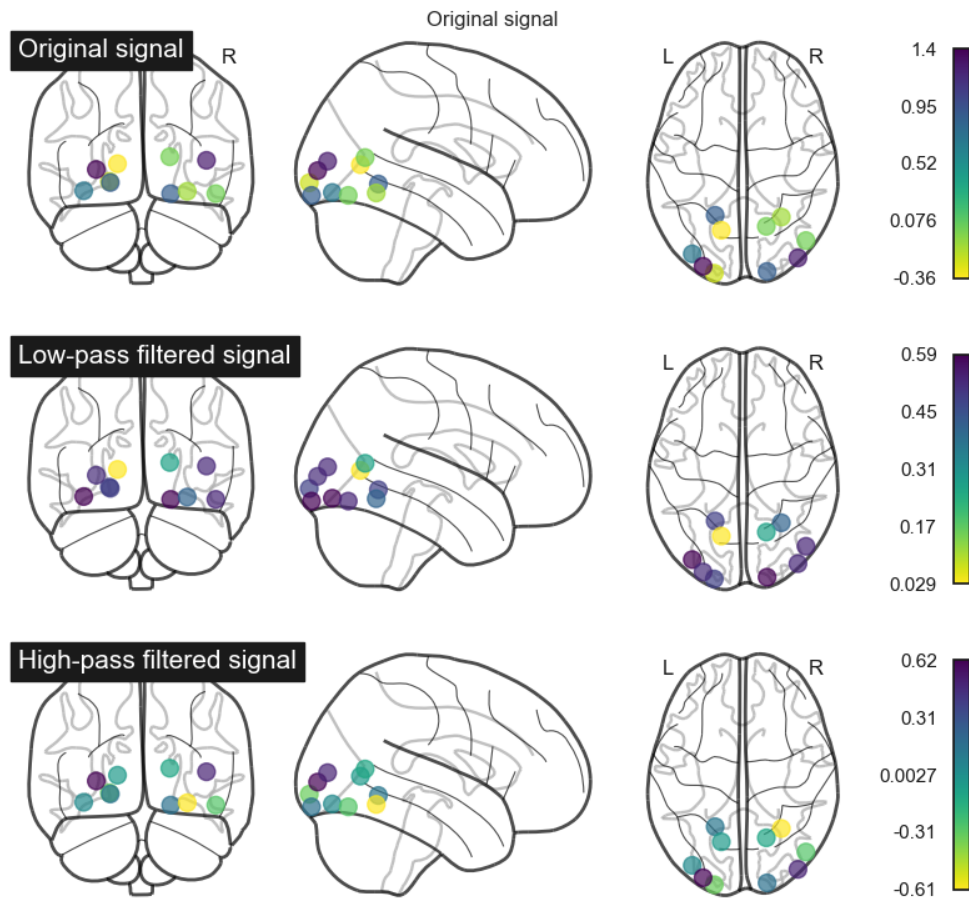 Original signal
Original signal
R
L R
1.4
0.95
0.52
0.076
-0.36
Low-pass filtered signal
L R
0.59
0.45
0.31
0.17
0.029
High-pass filtered signal
L R
0.62
0.31
0.0027
-0.31
-0.61